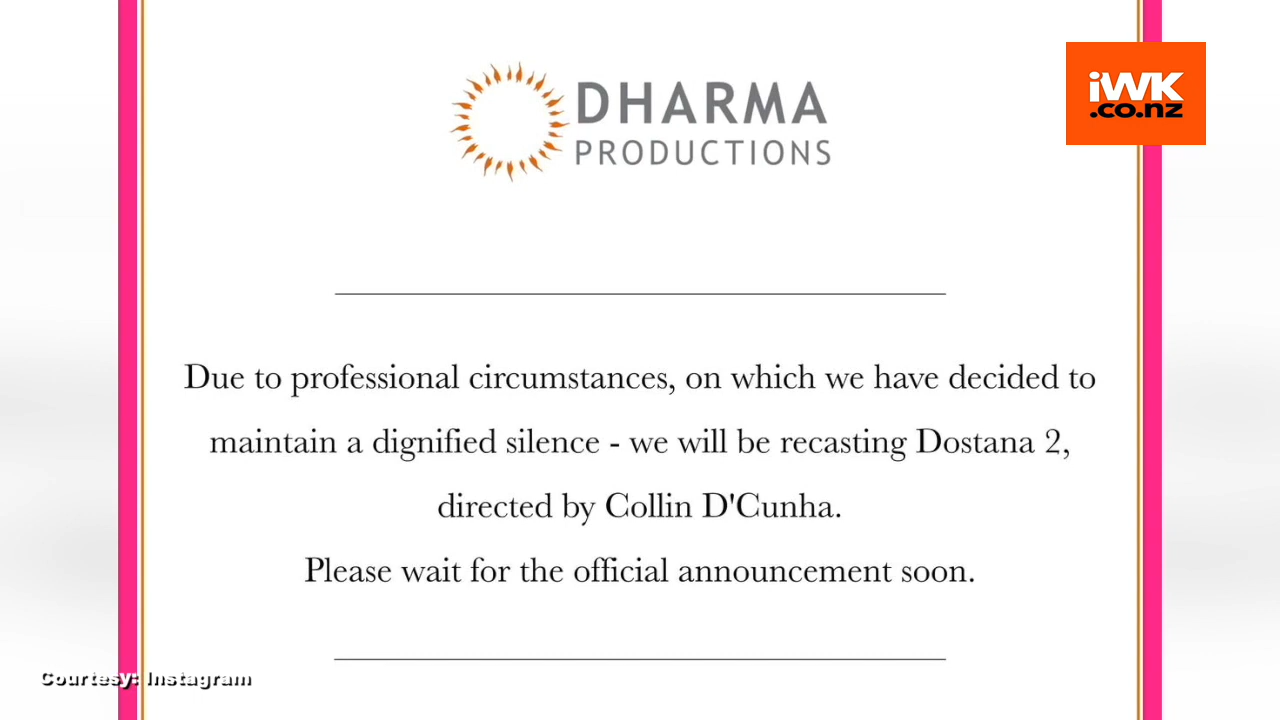 DHARMA
PRODUCTIONS
iWK
.co.nz
Due to professional circumstances, on which we have decided to
maintain a dignified silence - we will be recasting Dostana 2,
directed by Collin D'Cunha.
Please wait for the official announcement soon.
Courtesy: Instagram